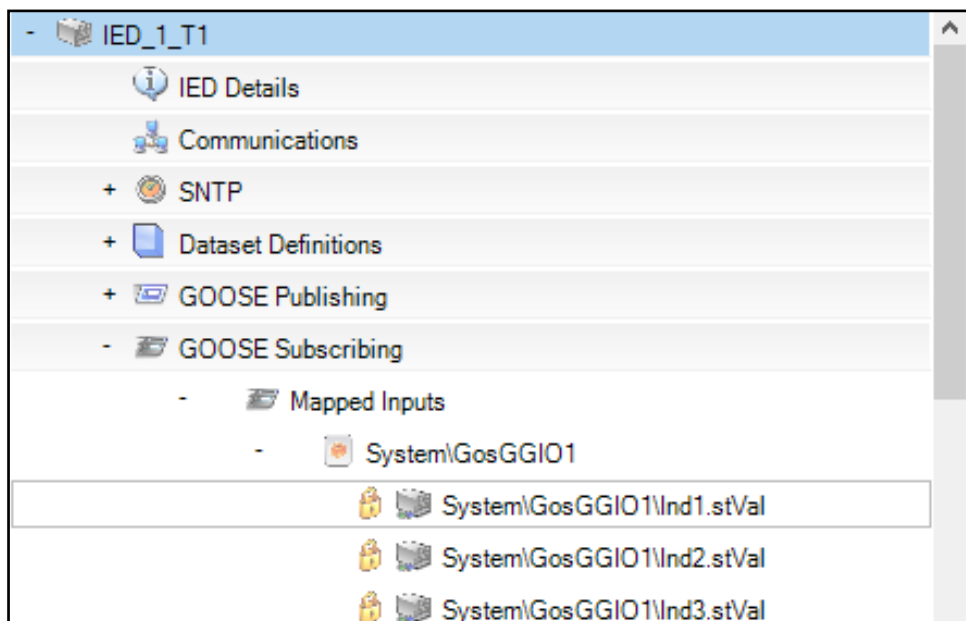 - IED_1_T1
IED Details
Communications
+ SNTP
+ Dataset Definitions
+ GOOSE Publishing
- GOOSE Subscribing
- Mapped Inputs
- System\GosGGIO1
System\GosGGIO1\Ind1.stVal
System\GosGGIO1\Ind2.stVal
System\GosGGIO1\Ind3.stVal